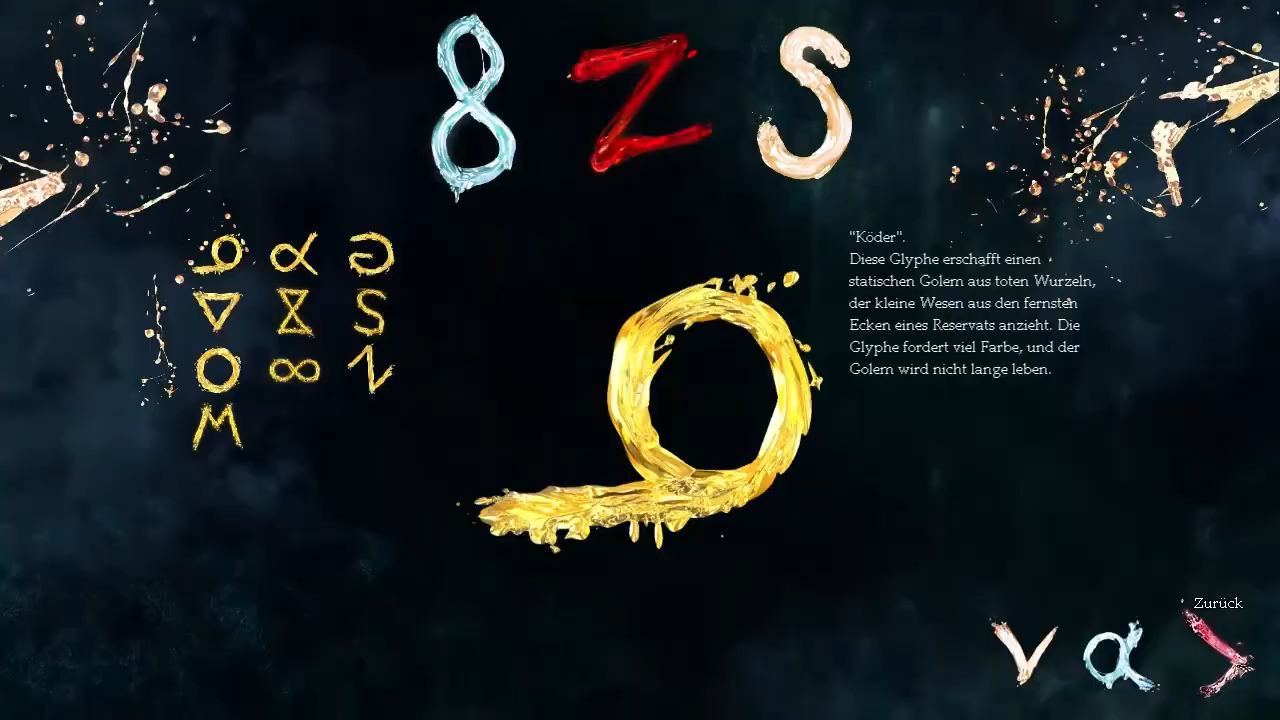 "Köder".
Diese Glyphe erschafft einen
statischen Golem aus toten Wurzeln,
der kleine Wesen aus den fernsten
Ecken eines Reservats anzieht. Die
Glyphe fordert viel Farbe, und der
Golem wird nicht lange leben.
Zurück